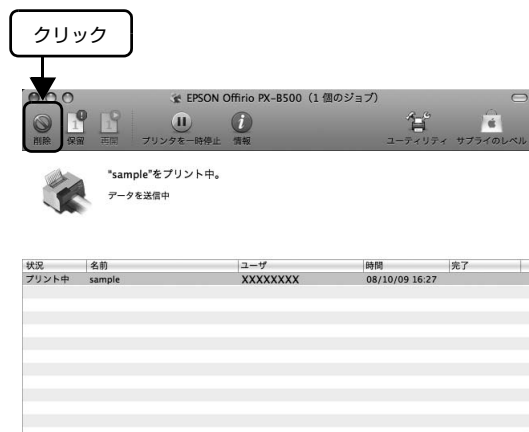 クリック
EPSON Offirio PX-B500（1 個のジョブ）
削除 保留 再開 プリンタを一時停止 情報 ユーティリティ サプライのレベル
"sample"をプリント中。
データを送信中
状況 名前 ユーザ 時間 完了
プリント中 sample XXXXXXXX 08/10/09 16:27